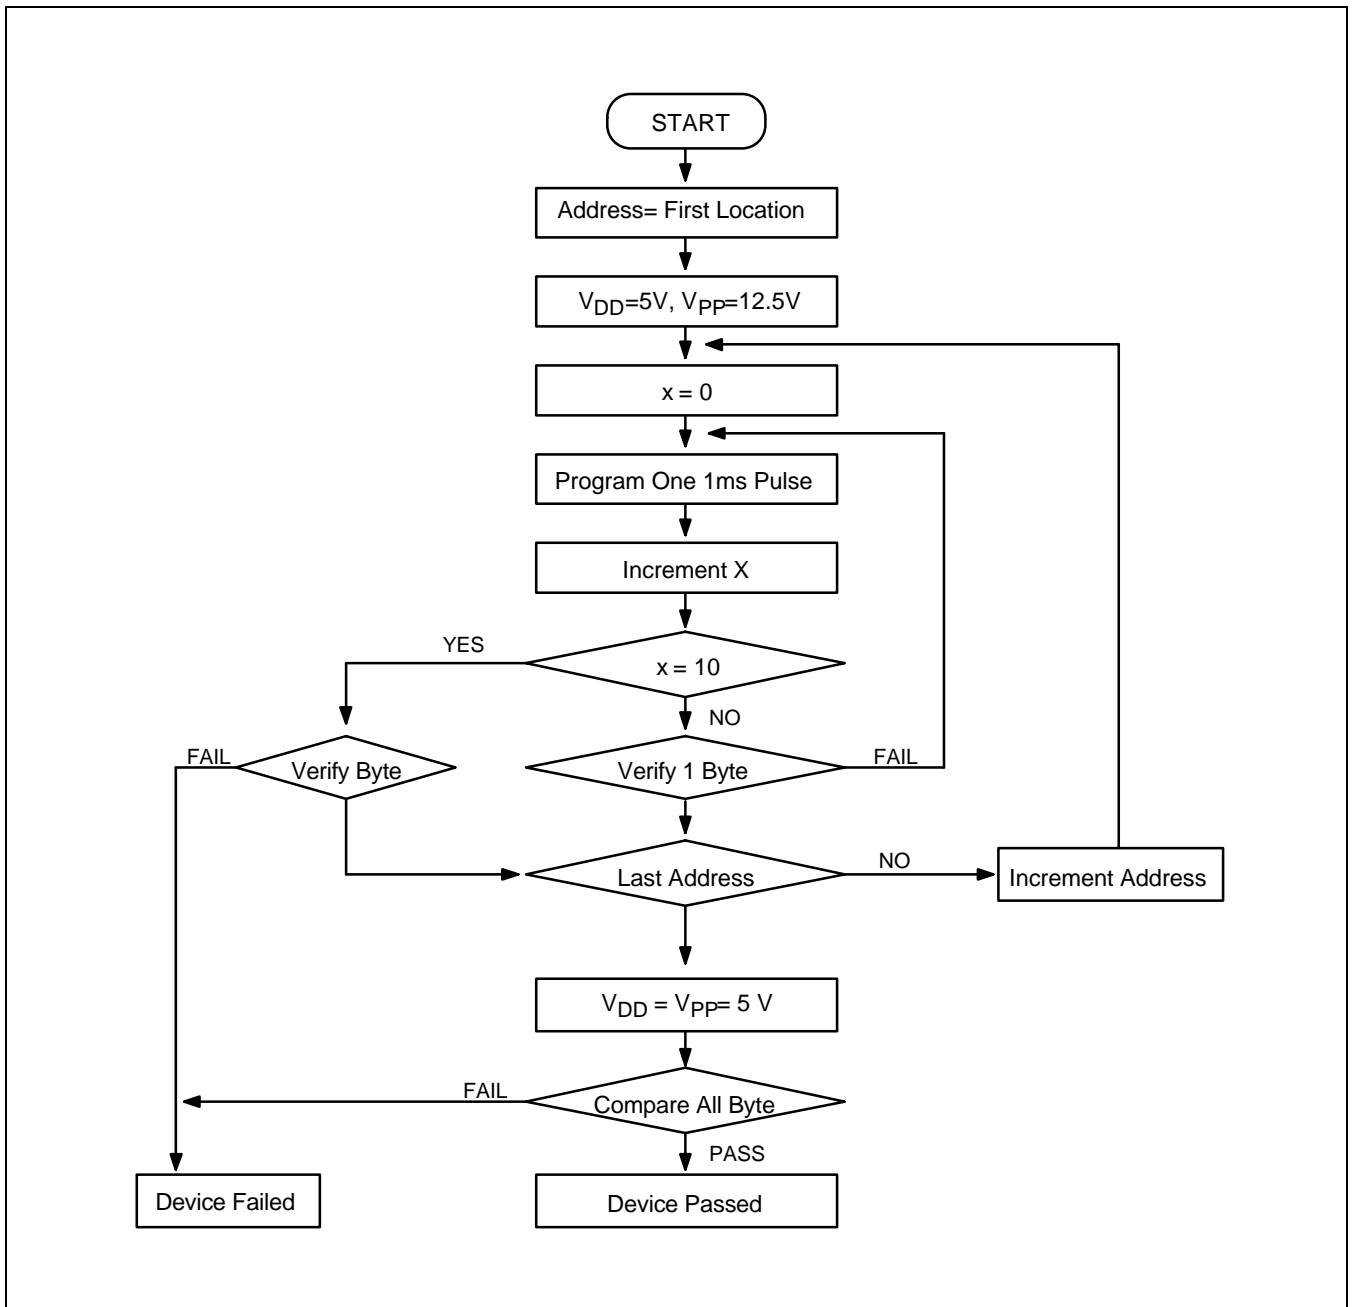 START
Address= First Location
VDD=5V, VPP=12.5V
x = 0
Program One 1ms Pulse
Increment X
YES
x = 10
NO
FAIL
Verify Byte
Verify 1 Byte
FAIL
Last Address
NO
Increment Address
VDD = VPP= 5 V
FAIL
Compare All Byte
PASS
Device Failed
Device Passed